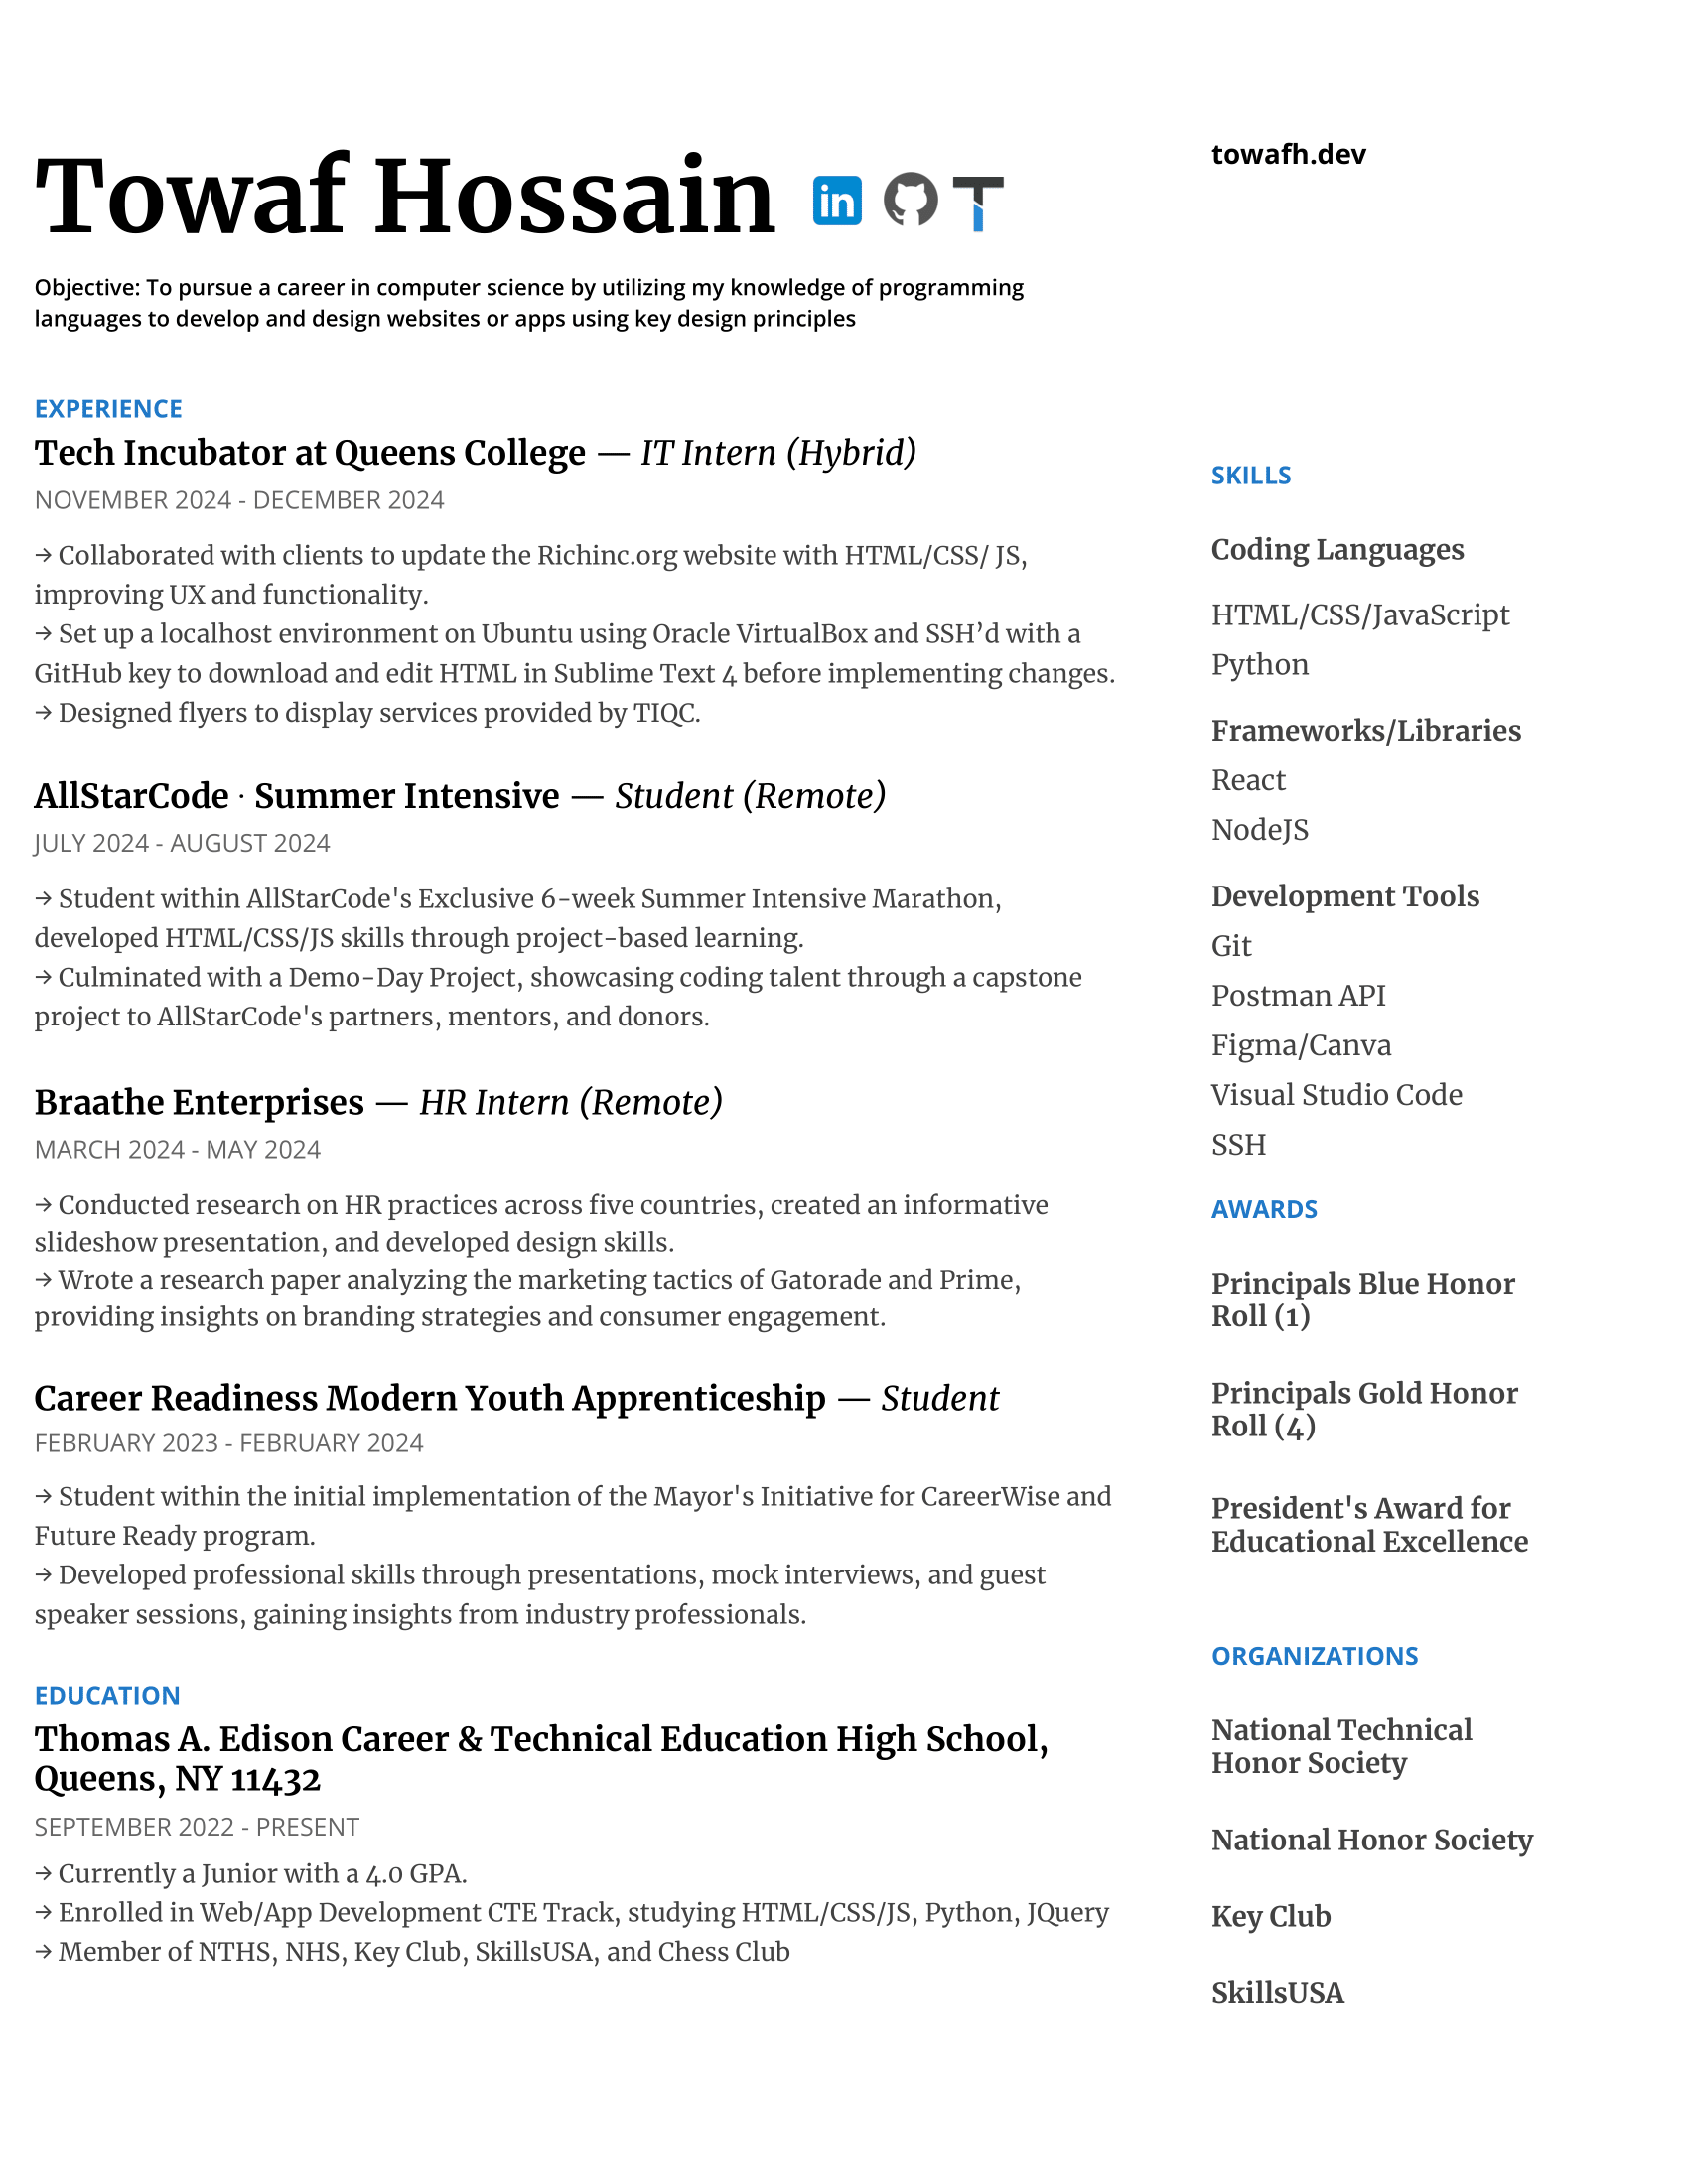 Towaf Hossain
in
towafh.dev
Objective: To pursue a career in computer science by utilizing my knowledge of programming
languages to develop and design websites or apps using key design principles
EXPERIENCE
Tech Incubator at Queens College — IT Intern (Hybrid)
NOVEMBER 2024 - DECEMBER 2024
→ Collaborated with clients to update the Richinc.org website with HTML/CSS/ JS,
improving UX and functionality.
→ Set up a localhost environment on Ubuntu using Oracle VirtualBox and SSH’d with a
GitHub key to download and edit HTML in Sublime Text 4 before implementing changes.
→ Designed flyers to display services provided by TIQC.
AllStarCode · Summer Intensive — Student (Remote)
JULY 2024 - AUGUST 2024
→ Student within AllStarCode's Exclusive 6-week Summer Intensive Marathon,
developed HTML/CSS/JS skills through project-based learning.
→ Culminated with a Demo-Day Project, showcasing coding talent through a capstone
project to AllStarCode's partners, mentors, and donors.
Braathe Enterprises — HR Intern (Remote)
MARCH 2024 - MAY 2024
→ Conducted research on HR practices across five countries, created an informative
slideshow presentation, and developed design skills.
→ Wrote a research paper analyzing the marketing tactics of Gatorade and Prime,
providing insights on branding strategies and consumer engagement.
Career Readiness Modern Youth Apprenticeship — Student
FEBRUARY 2023 - FEBRUARY 2024
→ Student within the initial implementation of the Mayor's Initiative for CareerWise and
Future Ready program.
→ Developed professional skills through presentations, mock interviews, and guest
speaker sessions, gaining insights from industry professionals.
EDUCATION
Thomas A. Edison Career & Technical Education High School,
Queens, NY 11432
SEPTEMBER 2022 - PRESENT
→ Currently a Junior with a 4.0 GPA.
→ Enrolled in Web/App Development CTE Track, studying HTML/CSS/JS, Python, JQuery
→ Member of NTHS, NHS, Key Club, SkillsUSA, and Chess Club
SKILLS
Coding Languages
HTML/CSS/JavaScript
Python
Frameworks/Libraries
React
NodeJS
Development Tools
Git
Postman API
Figma/Canva
Visual Studio Code
SSH
AWARDS
Principals Blue Honor
Roll (1)
Principals Gold Honor
Roll (4)
President's Award for
Educational Excellence
ORGANIZATIONS
National Technical
Honor Society
National Honor Society
Key Club
SkillsUSA